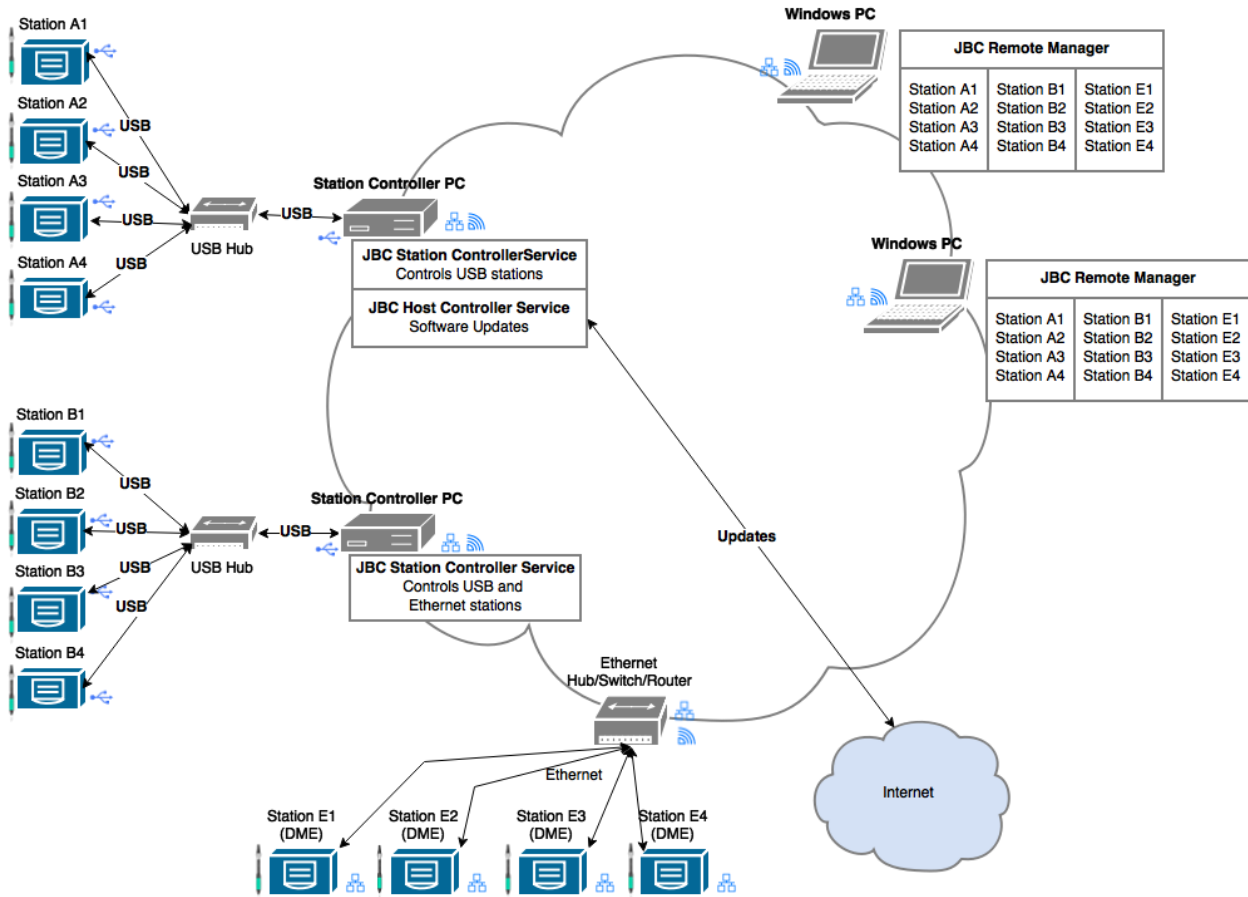 Station A1
Station A2
Station A3
Station A4
USB
USB
USB
USB
USB Hub
USB
Station Controller PC
JBC Station ControllerService
Controls USB stations
JBC Host Controller Service
Software Updates
Windows PC
JBC Remote Manager
Station A1 Station B1 Station E1
Station A2 Station B2 Station E2
Station A3 Station B3 Station E3
Station A4 Station B4 Station E4
Windows PC
JBC Remote Manager
Station A1 Station B1 Station E1
Station A2 Station B2 Station E2
Station A3 Station B3 Station E3
Station A4 Station B4 Station E4
Station B1
Station B2
Station B3
Station B4
USB
USB
USB
USB
USB Hub
USB
Station Controller PC
JBC Station Controller Service
Controls USB and
Ethernet stations
Updates
Ethernet
Hub/Switch/Router
Ethernet
Station E1
(DME)
Station E2
(DME)
Station E3
(DME)
Station E4
(DME)
Internet